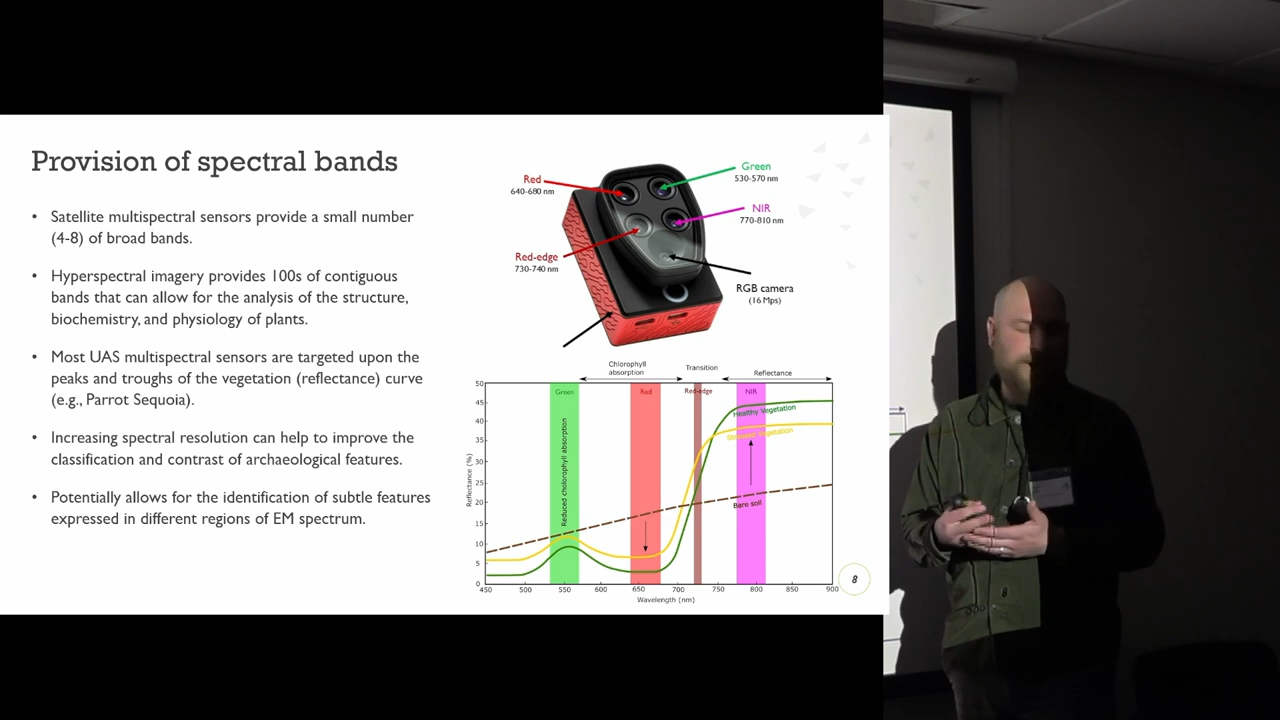 Provision of spectral bands
• Satellite multispectral sensors provide a small number
(4-8) of broad bands.
• Hyperspectral imagery provides 100s of contiguous
bands that can allow for the analysis of the structure,
biochemistry, and physiology of plants.
• Most UAS multispectral sensors are targeted upon the
peaks and troughs of the vegetation (reflectance) curve
(e.g., Parrot Sequoia).
• Increasing spectral resolution can help to improve the
classification and contrast of archaeological features.
• Potentially allows for the identification of subtle features
expressed in different regions of EM spectrum.
Green
530-570 nm
Red
640-680 nm
NIR
770-810 nm
Red-edge
730-740 nm
RGB camera
(16 Mps)
Chlorophyll
absorption
Transition
Reflectance
Green
Red
Red-edge
NIR
Healthy Vegetation
Stressed Vegetation
Bare soil
Reduced cholorophyll absorption
Reflectance (%)
50
45
40
35
30
25
20
15
10
5
0
450 500 550 600 650 700 750 800 850 900
Wavelength (nm)
8